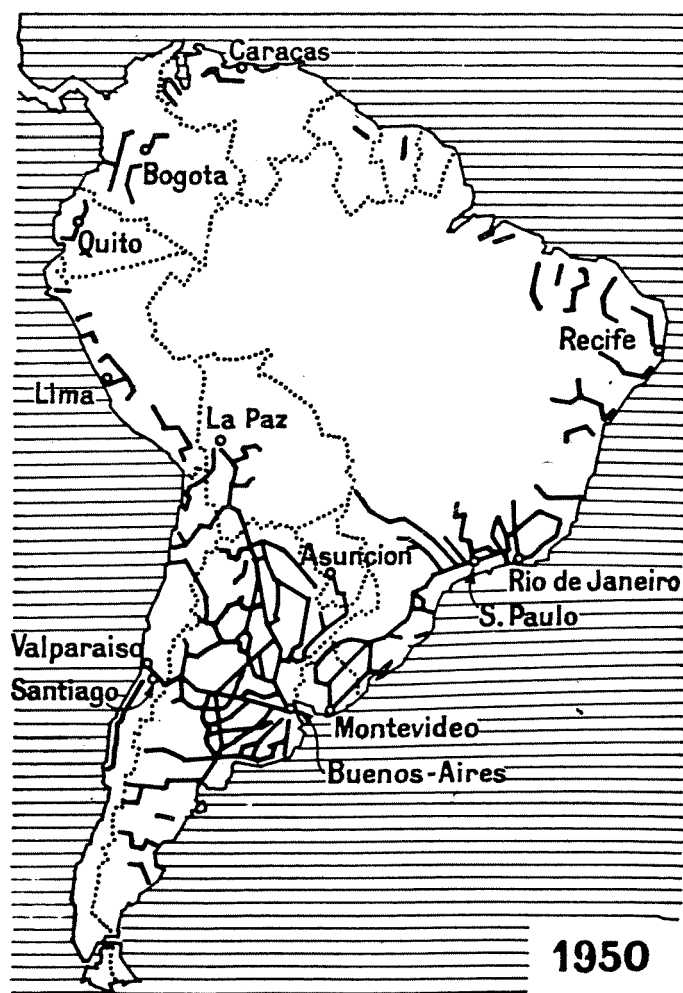 Caracas
Bogota
Quito
Recife
Lima
La Paz
Asuncion
Rio de Janeiro
S. Paulo
Valparaiso
Santiago
Montevideo
Buenos-Aires
1950